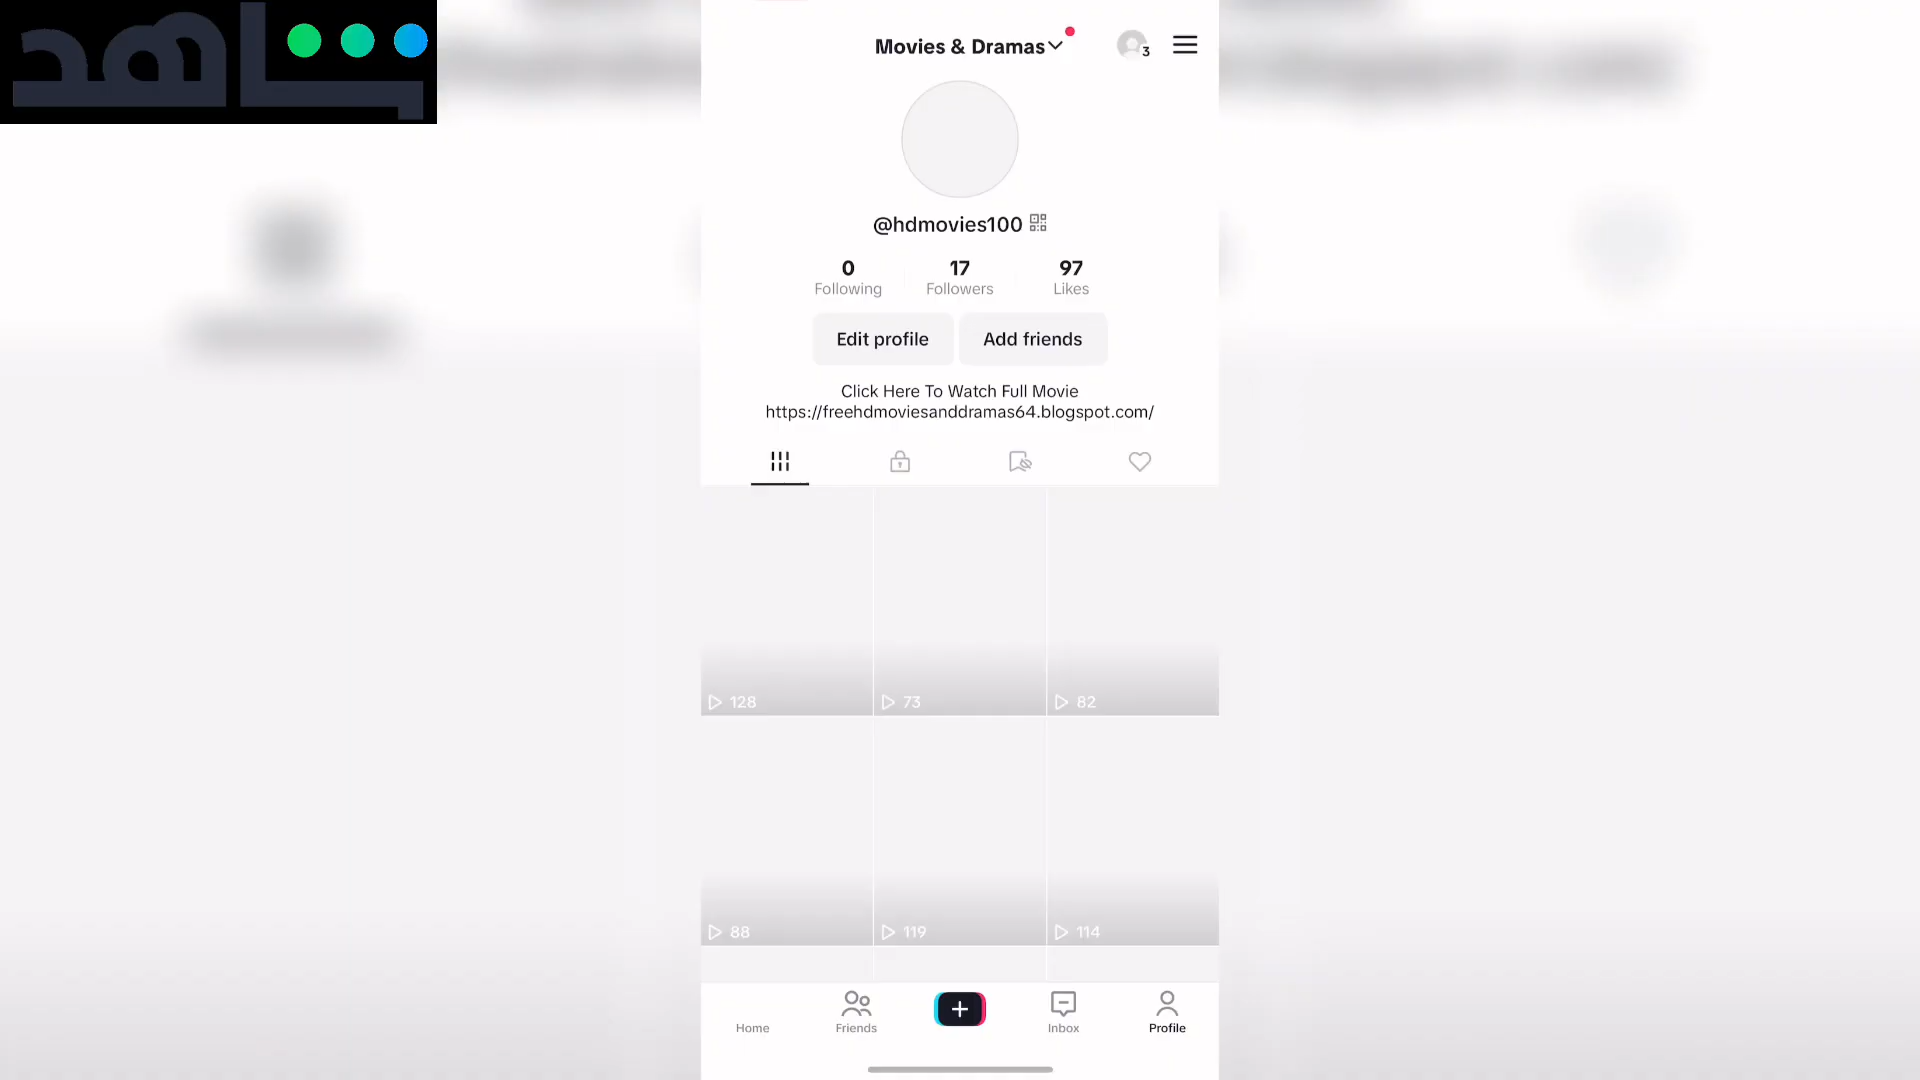 شاهد
Movies & Dramas
3
@hdmovies100
0 17 97
Following Followers Likes
Edit profile Add friends
Click Here To Watch Full Movie
https://freehdmoviesanddramas64.blogspot.com/
128 73 82
88 119 114
Home Friends Inbox Profile